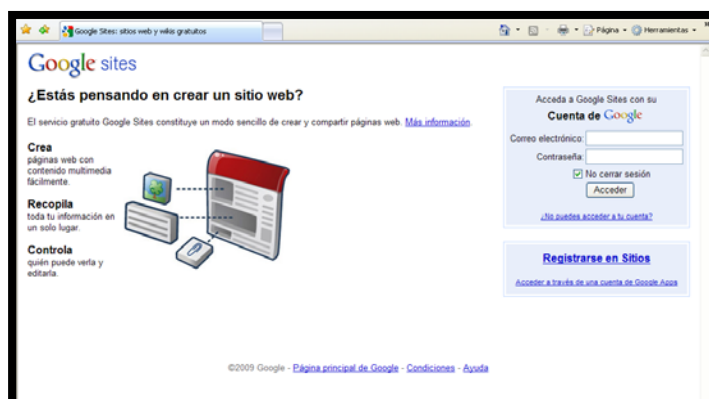 Google Sites: sitios web y wikis gratuitos
Página
Herramientas
Google sites
¿Estás pensando en crear un sitio web?
El servicio gratuito Google Sites constituye un modo sencillo de crear y compartir páginas web. Más información.
Crea
páginas web con
contenido multimedia
fácilmente.
Recopila
toda tu información en
un solo lugar.
Controla
quién puede verla y
editarla.
Acceda a Google Sites con su
Cuenta de Google
Correo electrónico:
Contraseña:
No cerrar sesión
Acceder
¿No puedes acceder a tu cuenta?
Registrarse en Sitios
Acceder a través de una cuenta de Google Apps
©2009 Google - Página principal de Google - Condiciones - Ayuda